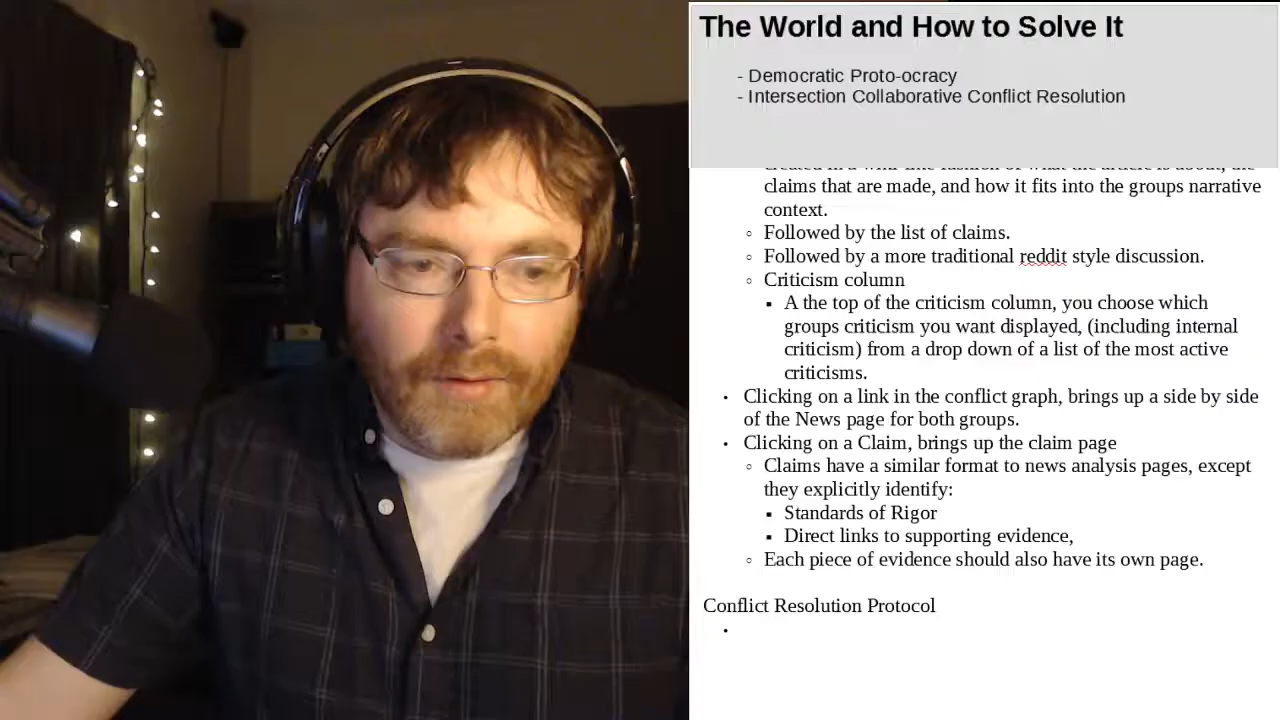 The World and How to Solve It
- Democratic Proto-ocracy
- Intersection Collaborative Conflict Resolution
claims that are made, and how it fits into the groups narrative
context.
◦ Followed by the list of claims.
◦ Followed by a more traditional reddit style discussion.
◦ Criticism column
▪ A the top of the criticism column, you choose which
groups criticism you want displayed, (including internal
criticism) from a drop down of a list of the most active
criticisms.
• Clicking on a link in the conflict graph, brings up a side by side
of the News page for both groups.
• Clicking on a Claim, brings up the claim page
◦ Claims have a similar format to news analysis pages, except
they explicitly identify:
▪ Standards of Rigor
▪ Direct links to supporting evidence,
◦ Each piece of evidence should also have its own page.
Conflict Resolution Protocol
•